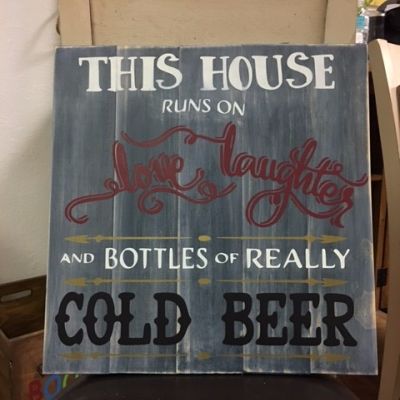 THIS HOUSE
RUNS ON
love laughter
AND BOTTLES OF REALLY
COLD BEER